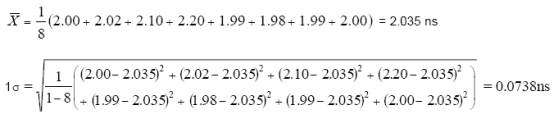 X̄ = 1/8 (2.00 + 2.02 + 2.10 + 2.20 + 1.99 + 1.98 + 1.99 + 2.00) = 2.035 ns
1σ = √( 1/(1–8) ( (2.00 – 2.035)² + (2.02 – 2.035)² + (2.10 – 2.035)² + (2.20 – 2.035)²
+ (1.99 – 2.035)² + (1.98 – 2.035)² + (1.99 – 2.035)² + (2.00 – 2.035)² ) ) = 0.0738ns